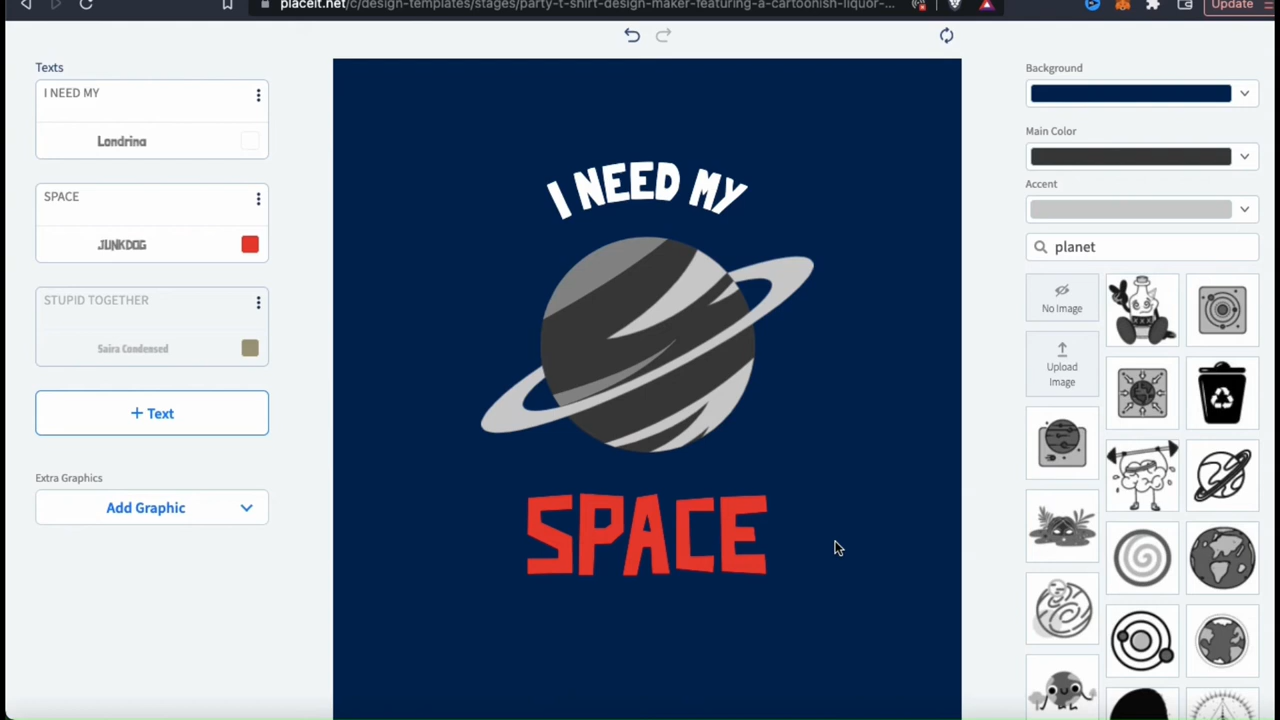 placeit.net/c/design-templates/stages/party-t-shirt-design-maker-featuring-a-cartoonish-liquor-...
Update
Texts
I NEED MY
Londrina
SPACE
JUNKDOG
STUPID TOGETHER
Saira Condensed
+ Text
Extra Graphics
Add Graphic
I NEED MY
SPACE
Background
Main Color
Accent
planet
No Image
Upload
Image